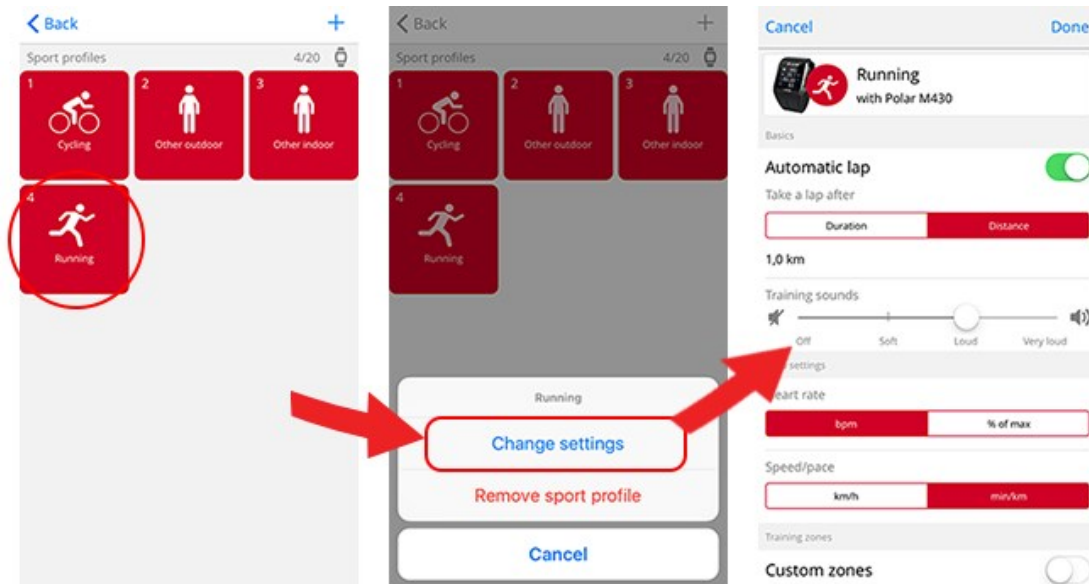 Back
+
Sport profiles 4/20
1
Cycling
2
Other outdoor
3
Other indoor
4
Running
Back
+
Sport profiles 4/20
1
Cycling
2
Other outdoor
3
Other indoor
4
Running
Running
Change settings
Remove sport profile
Cancel
Cancel Done
Running
with Polar M430
Basics
Automatic lap
Take a lap after
Duration Distance
1,0 km
Training sounds
Off Soft Loud Very loud
settings
eart rate
bpm % of max
Speed/pace
km/h min/km
Training zones
Custom zones